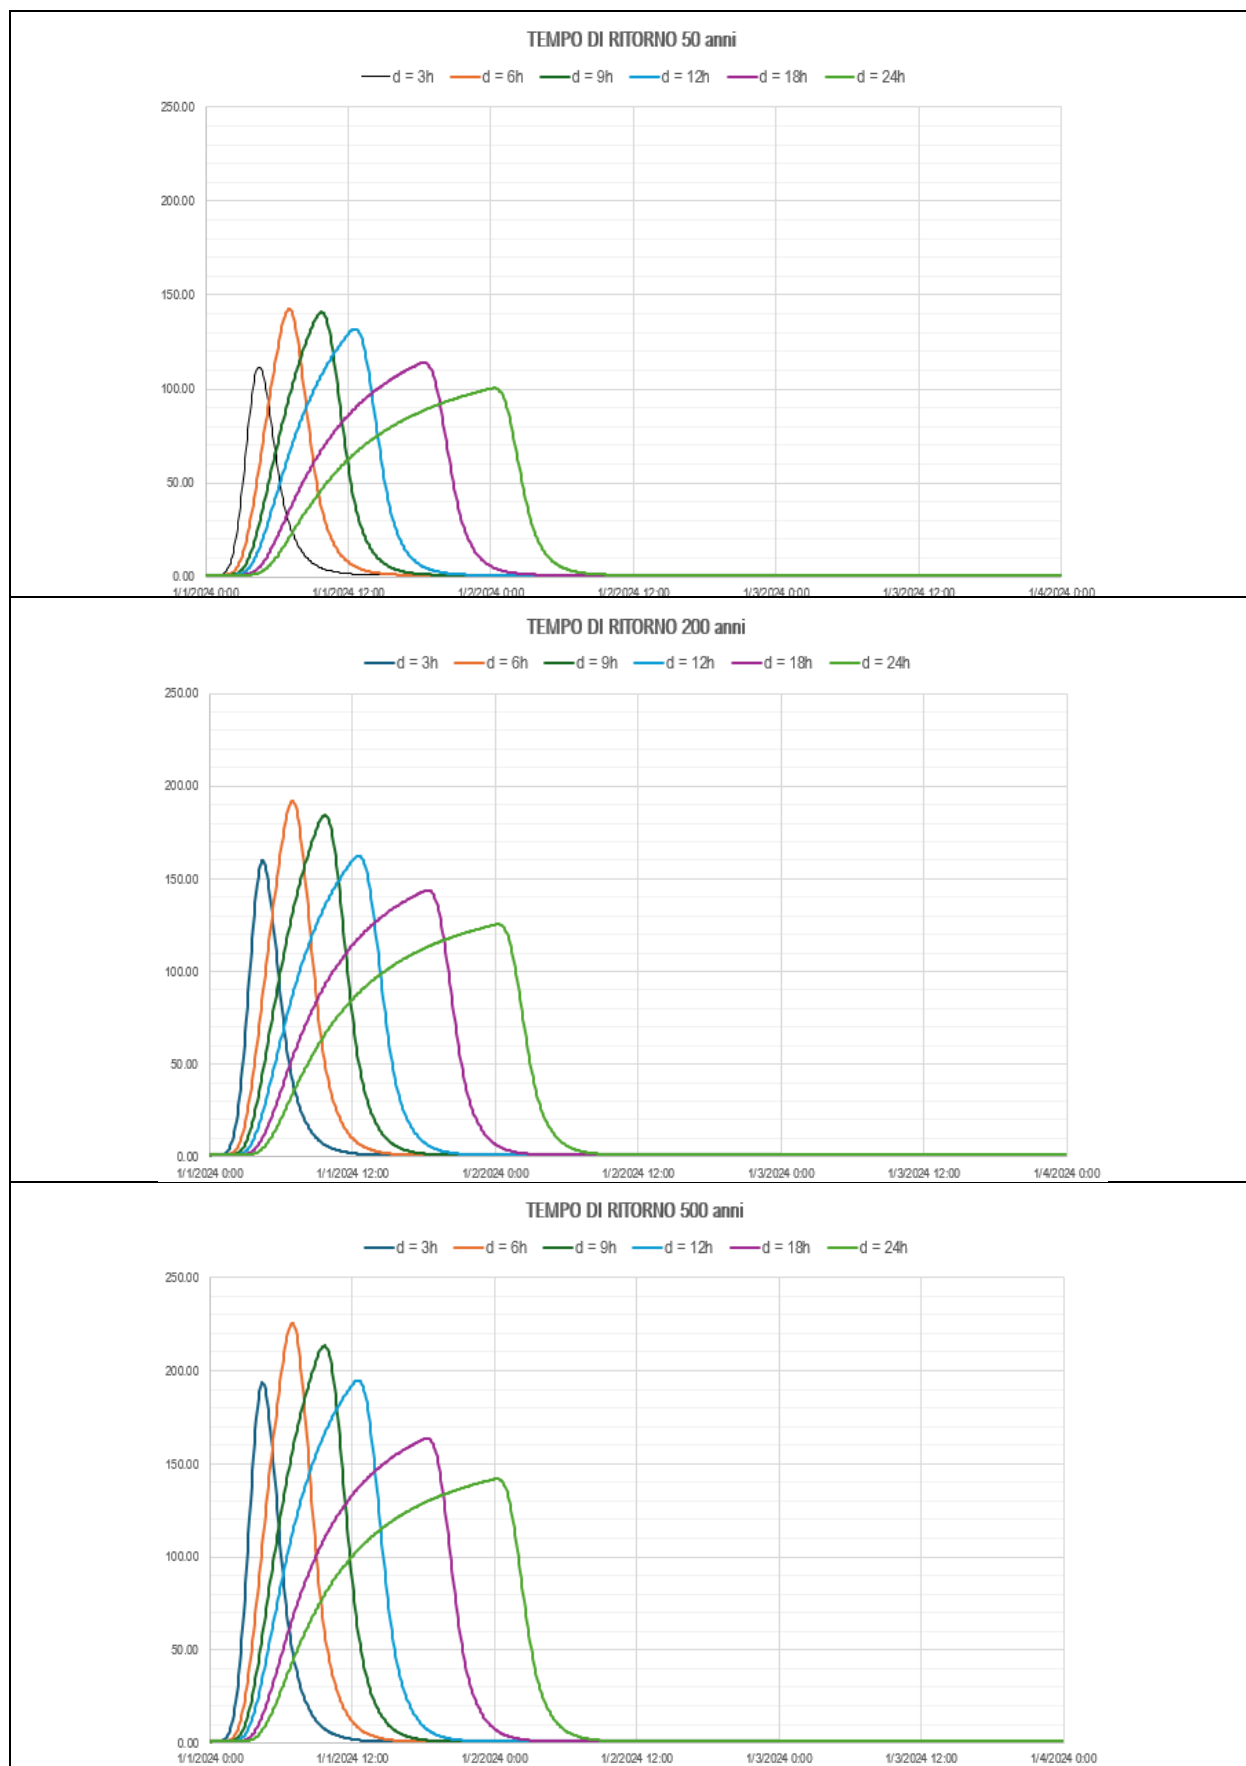 TEMPO DI RITORNO 50 anni
d = 3h d = 6h d = 9h d = 12h d = 18h d = 24h
250.00
200.00
150.00
100.00
50.00
0.00
1/1/2024 0:00 1/1/2024 12:00 1/2/2024 0:00 1/2/2024 12:00 1/3/2024 0:00 1/3/2024 12:00 1/4/2024 0:00
TEMPO DI RITORNO 200 anni
d = 3h d = 6h d = 9h d = 12h d = 18h d = 24h
250.00
200.00
150.00
100.00
50.00
0.00
1/1/2024 0:00 1/1/2024 12:00 1/2/2024 0:00 1/2/2024 12:00 1/3/2024 0:00 1/3/2024 12:00 1/4/2024 0:00
TEMPO DI RITORNO 500 anni
d = 3h d = 6h d = 9h d = 12h d = 18h d = 24h
250.00
200.00
150.00
100.00
50.00
0.00
1/1/2024 0:00 1/1/2024 12:00 1/2/2024 0:00 1/2/2024 12:00 1/3/2024 0:00 1/3/2024 12:00 1/4/2024 0:00